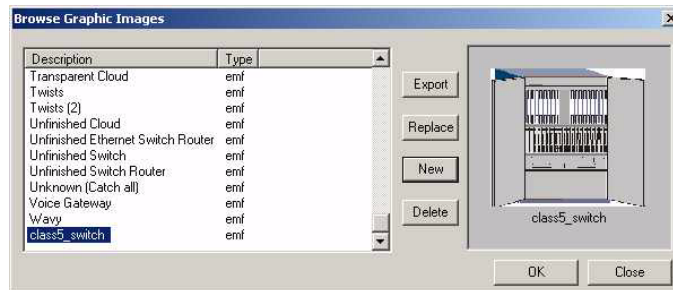 Browse Graphic Images
Description Type
Transparent Cloud emf
Twists emf
Twists (2) emf
Unfinished Cloud emf
Unfinished Ethernet Switch Router emf
Unfinished Switch emf
Unfinished Switch Router emf
Unknown (Catch all) emf
Voice Gateway emf
Wavy emf
class5_switch emf
Export
Replace
New
Delete
class5_switch
OK Close